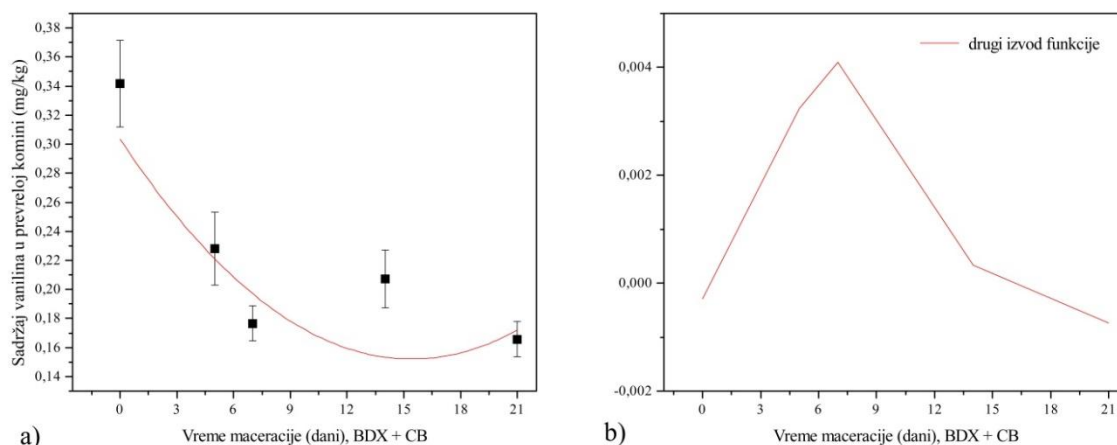 Sadržaj vanilina u prevreloj komini (mg/kg)
0,38
0,36
0,34
0,32
0,30
0,28
0,26
0,24
0,22
0,20
0,18
0,16
0,14
0 3 6 9 12 15 18 21
Vreme maceracije (dani), BDX + CB
a)
drugi izvod funkcije
0,004
0,002
0,000
-0,002
0 3 6 9 12 15 18 21
Vreme maceracije (dani), BDX + CB
b)